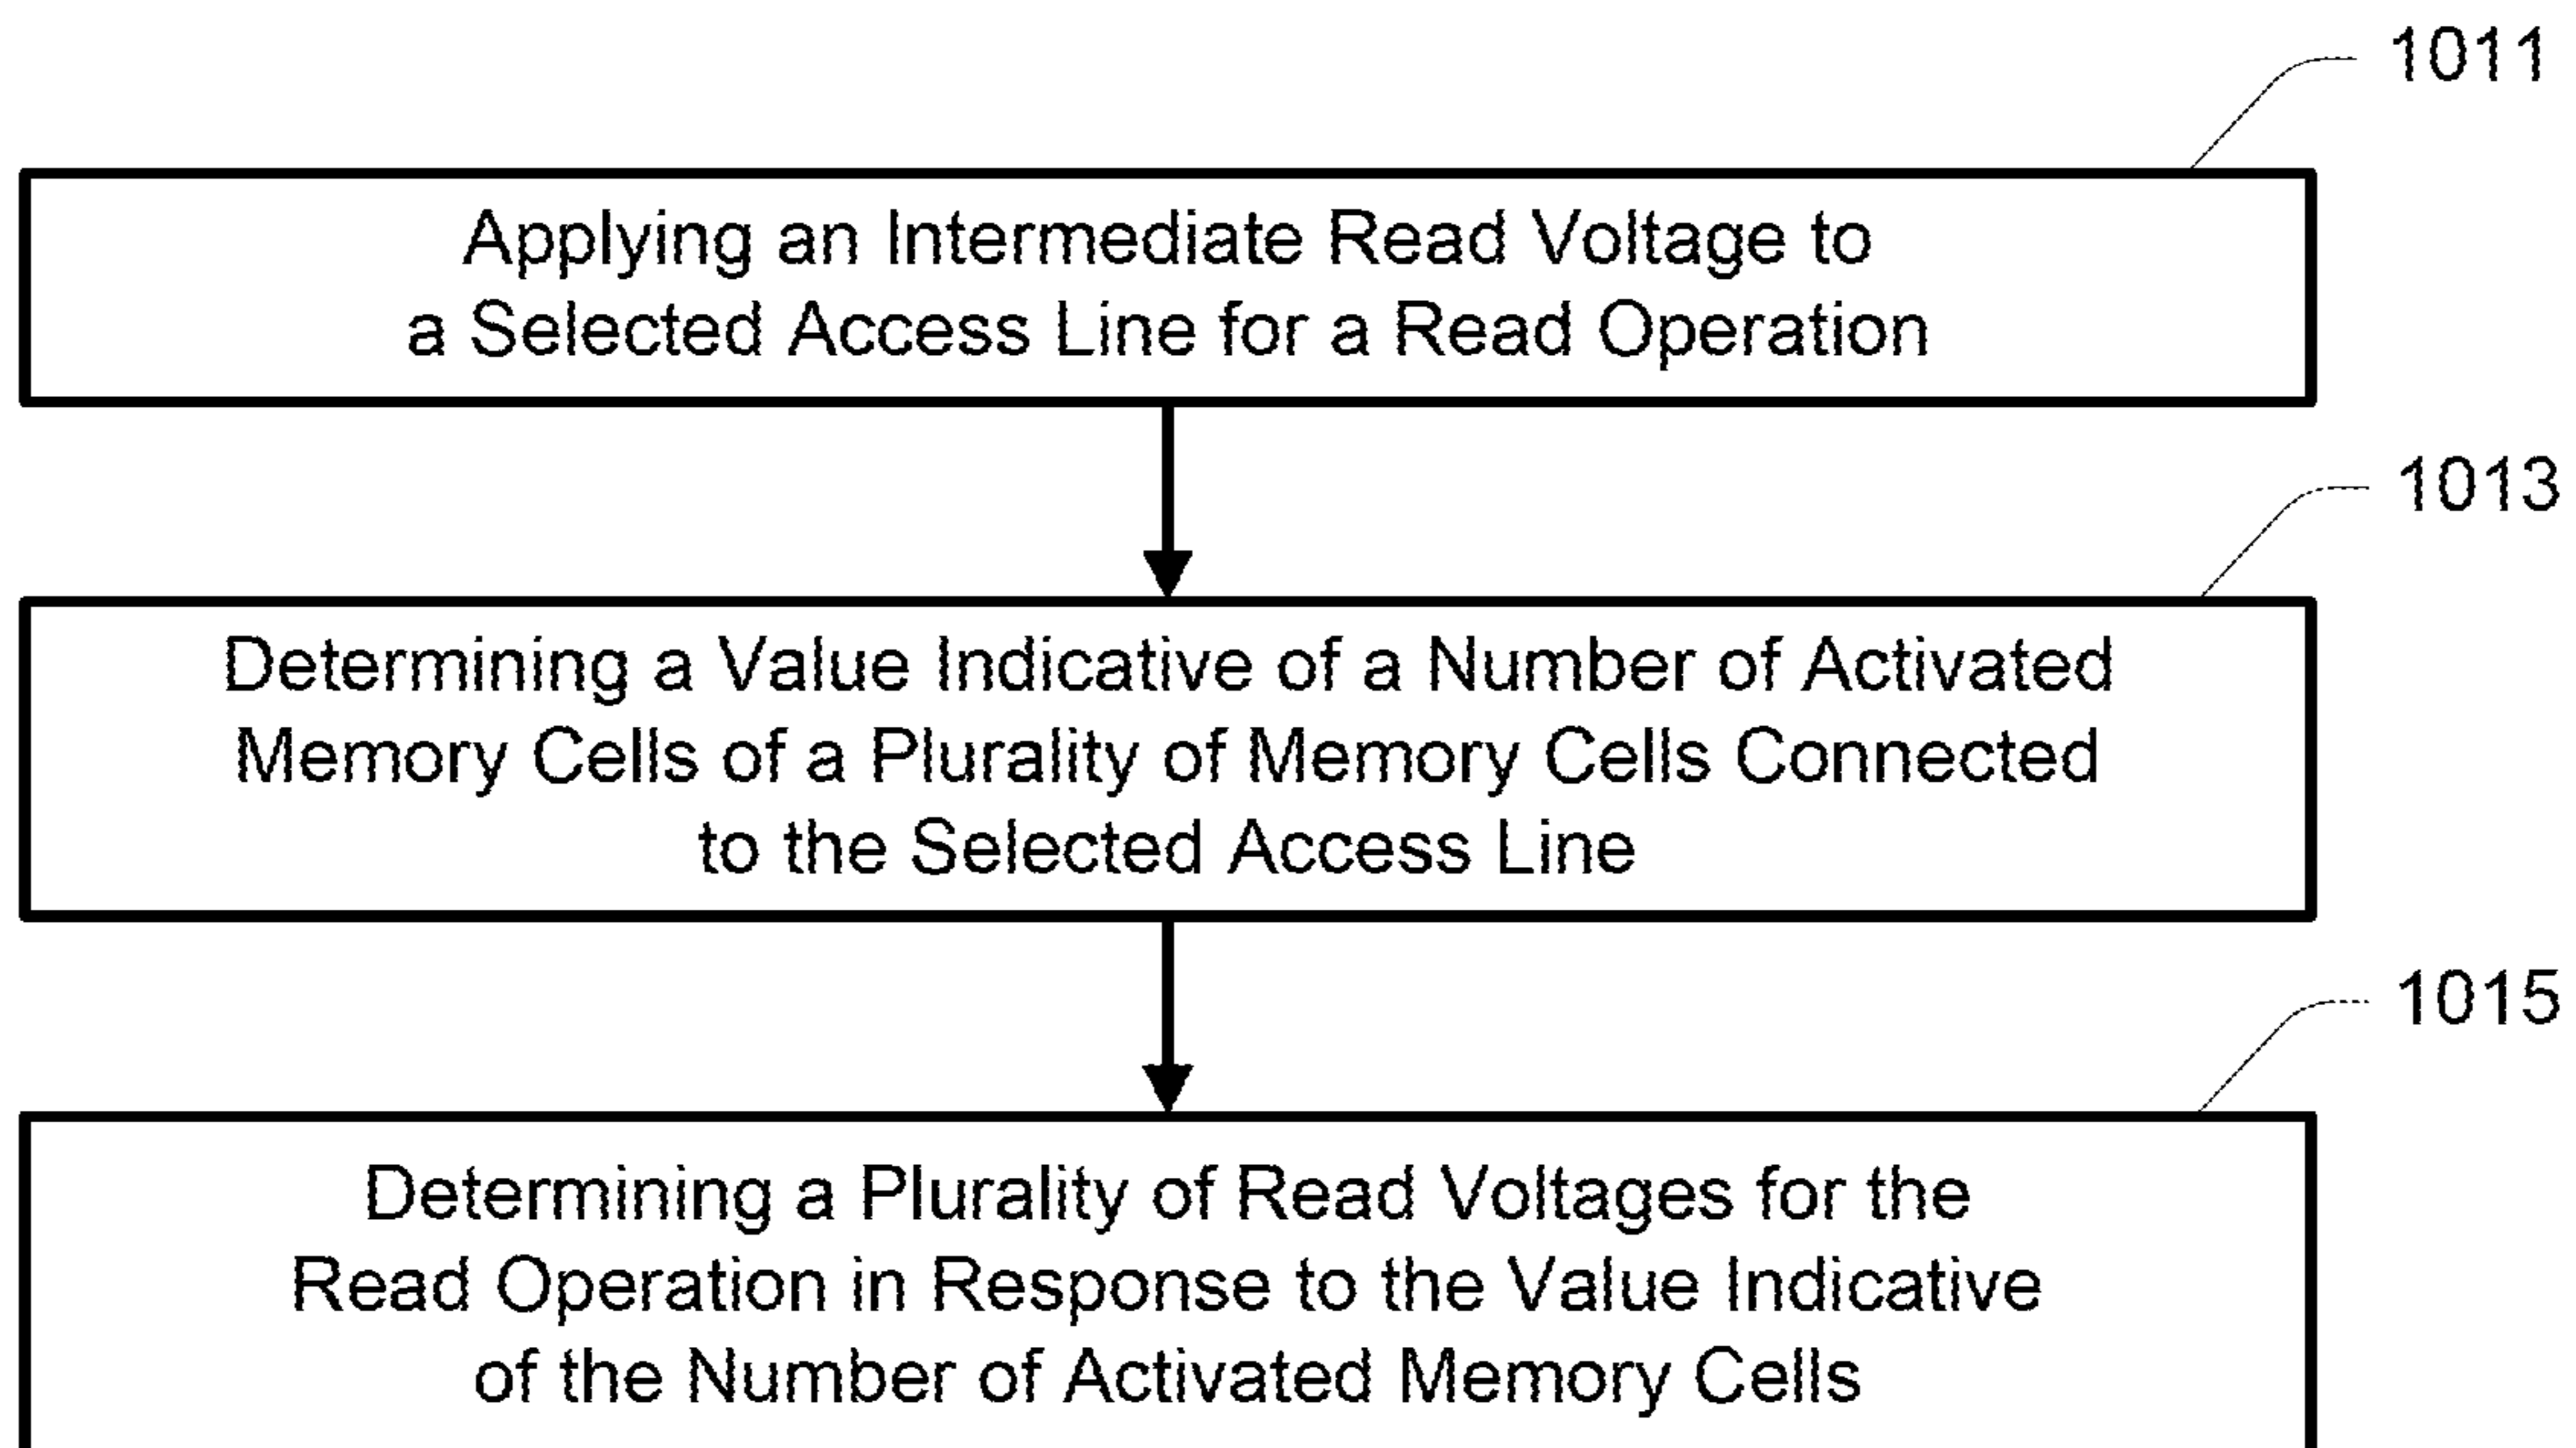 1011
Applying an Intermediate Read Voltage to
a Selected Access Line for a Read Operation
1013
Determining a Value Indicative of a Number of Activated
Memory Cells of a Plurality of Memory Cells Connected
to the Selected Access Line
1015
Determining a Plurality of Read Voltages for the
Read Operation in Response to the Value Indicative
of the Number of Activated Memory Cells